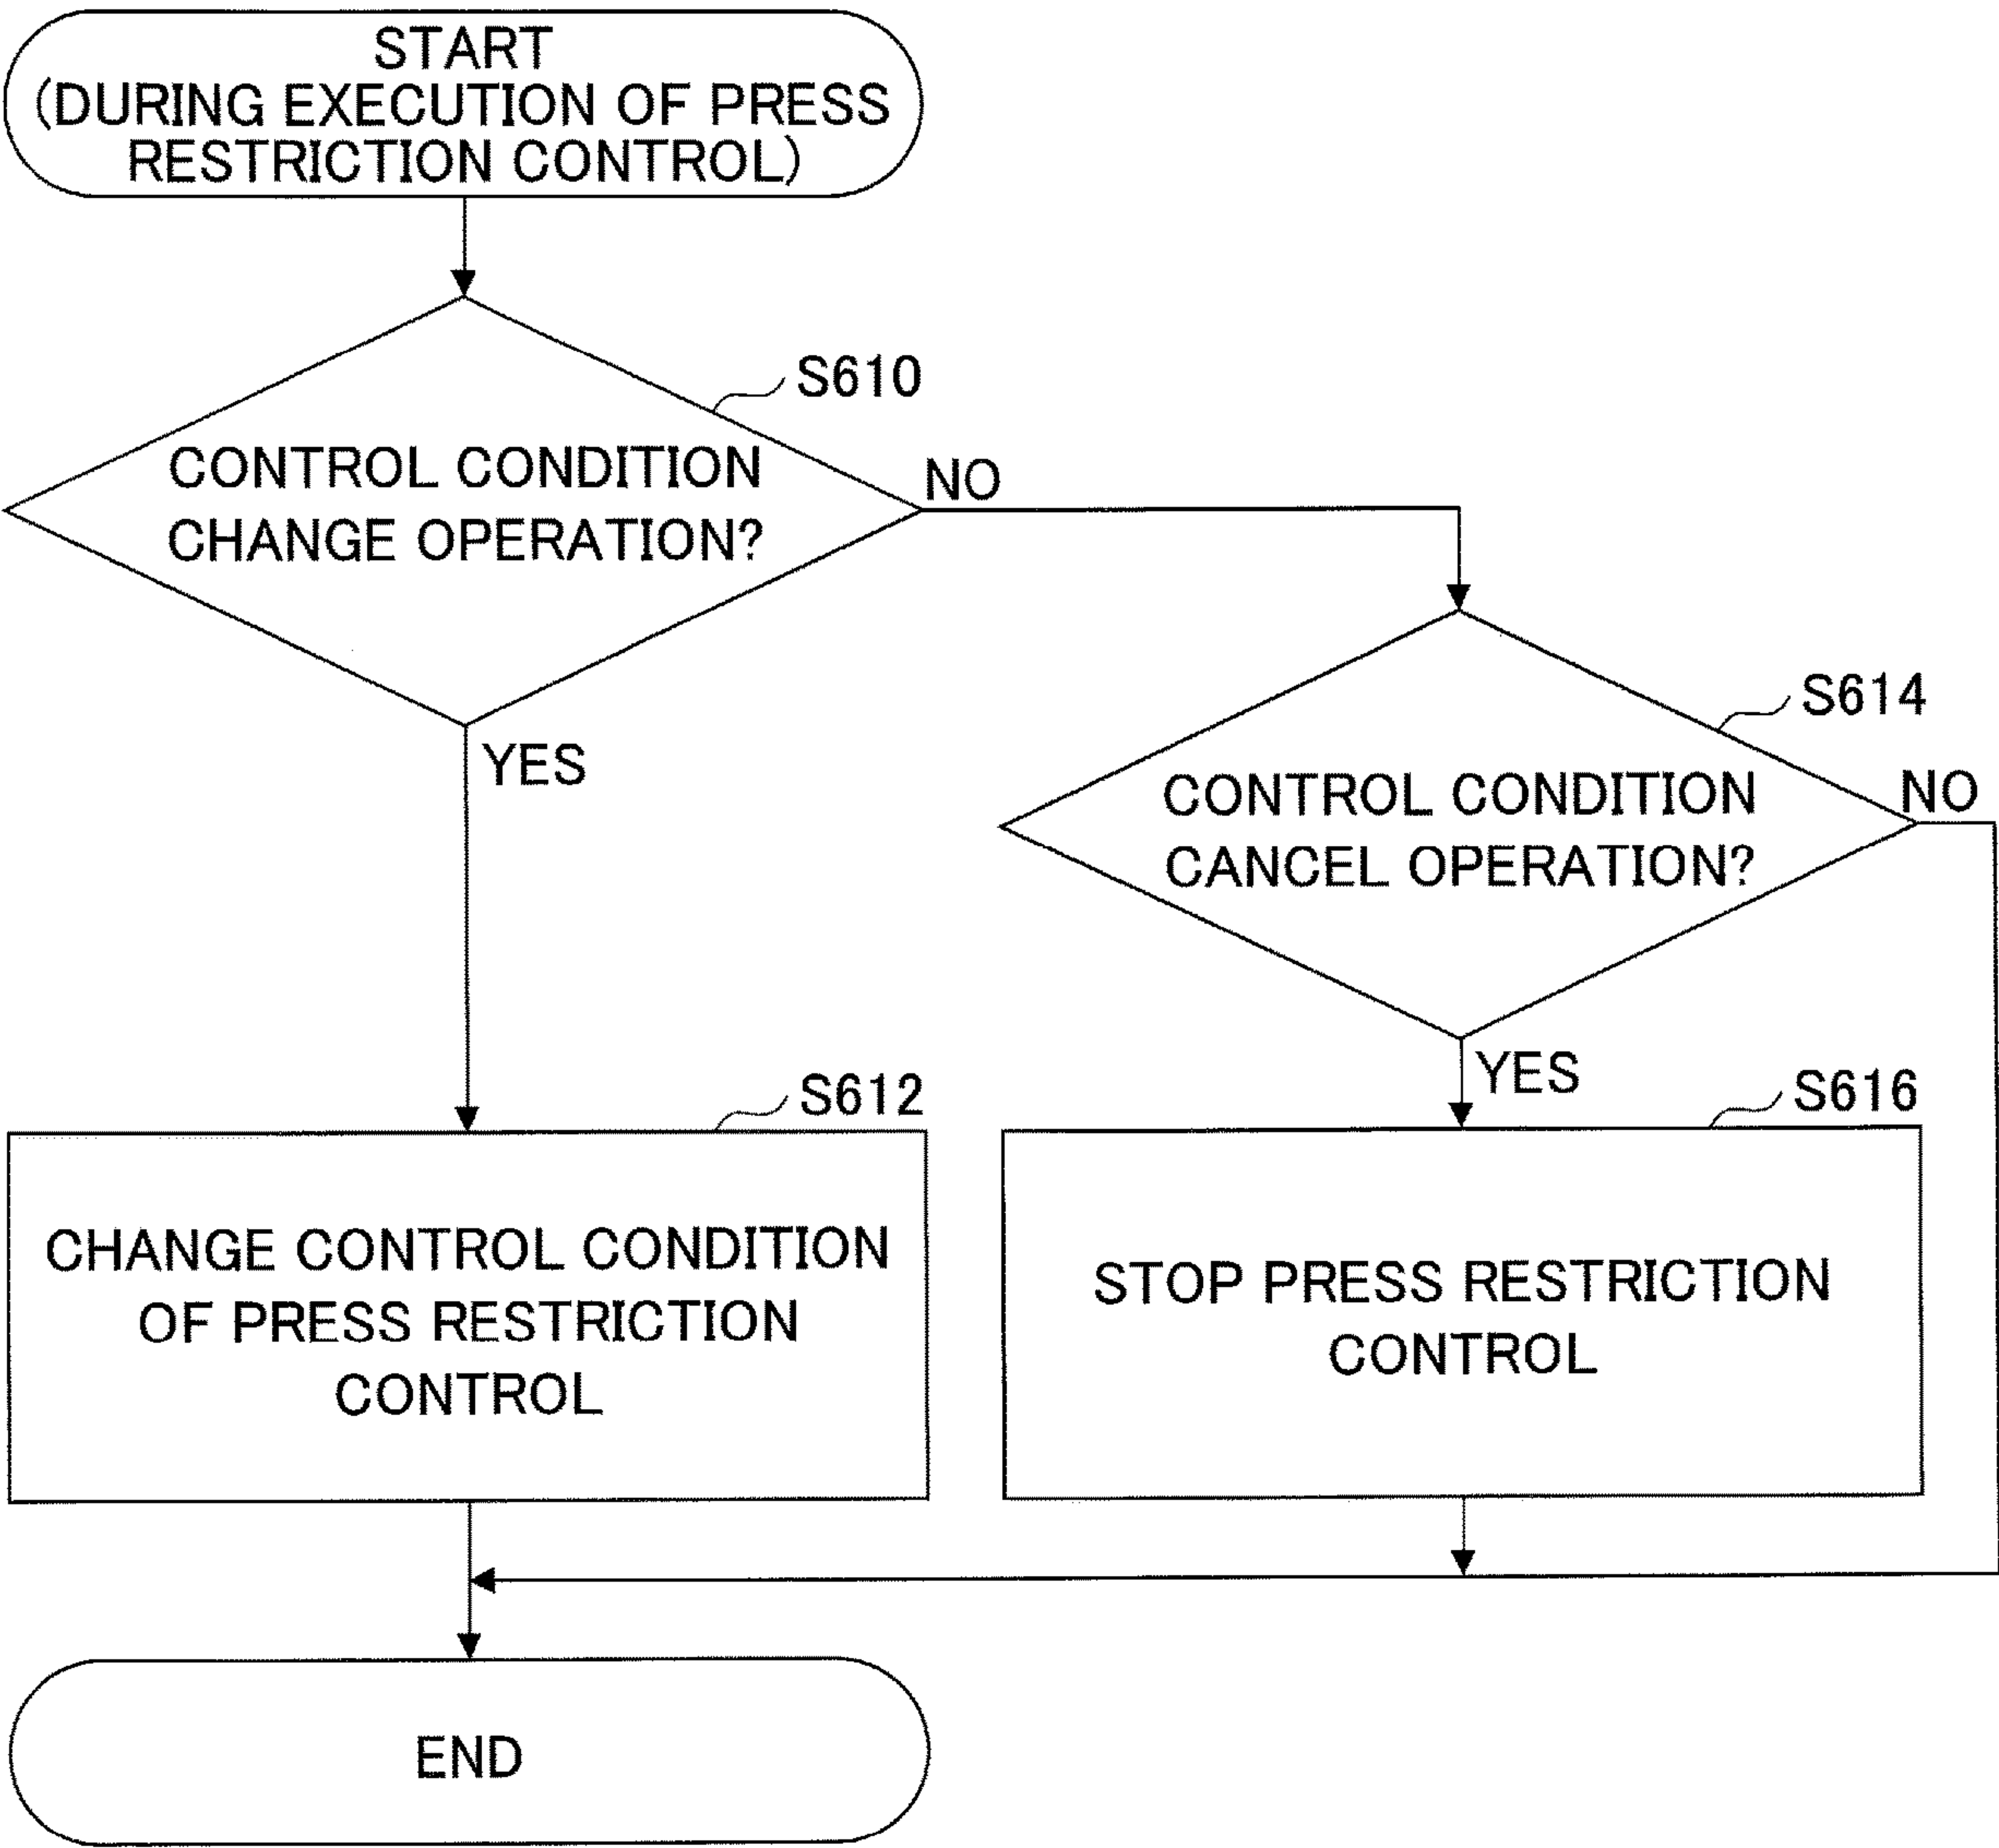 START
(DURING EXECUTION OF PRESS
RESTRICTION CONTROL)
S610
CONTROL CONDITION
CHANGE OPERATION?
NO
YES
S614
CONTROL CONDITION
CANCEL OPERATION?
NO
YES
S612
CHANGE CONTROL CONDITION
OF PRESS RESTRICTION
CONTROL
S616
STOP PRESS RESTRICTION
CONTROL
END